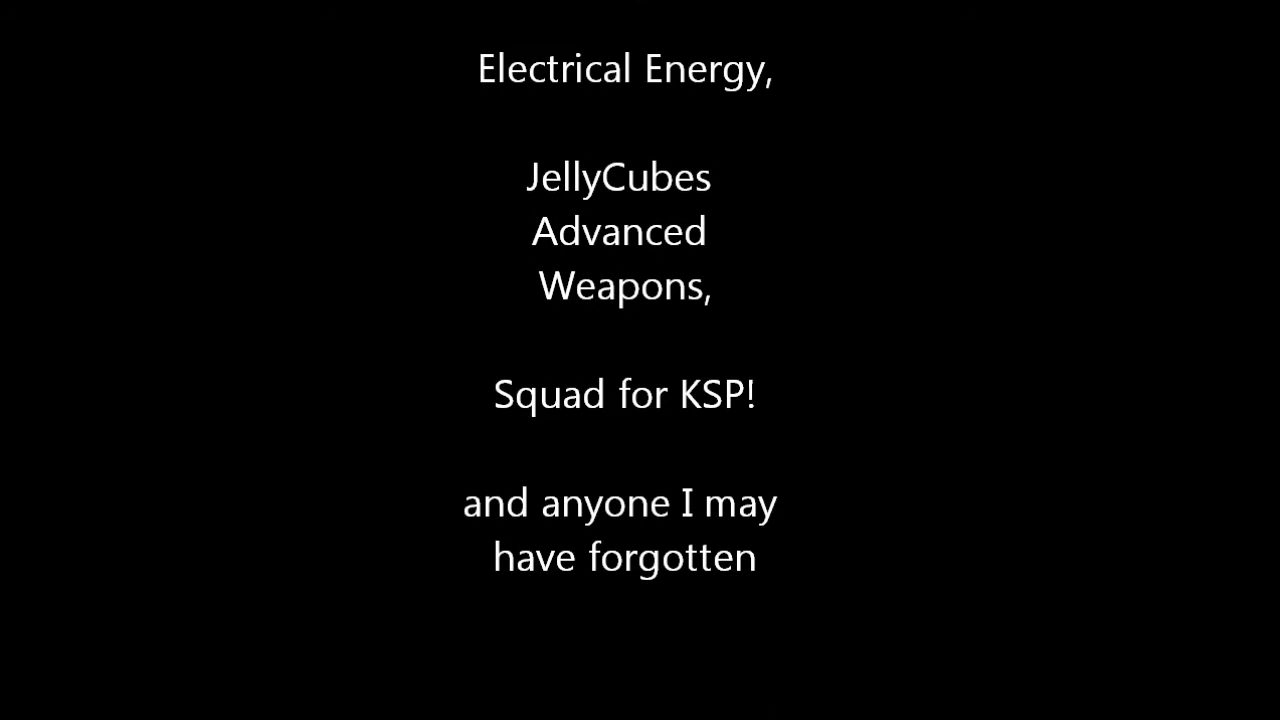 Electrical Energy,
JellyCubes
Advanced
Weapons,
Squad for KSP!
and anyone I may
have forgotten